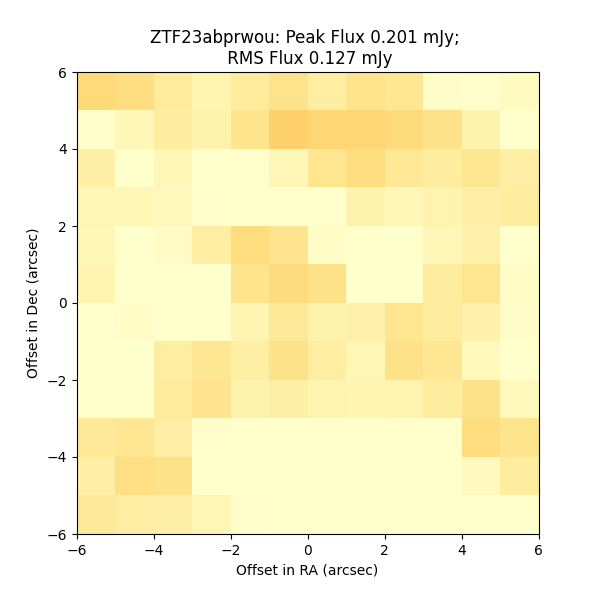 ZTF23abprwou: Peak Flux 0.201 mJy;
RMS Flux 0.127 mJy
6
4
2
0
−2
−4
−6
Offset in Dec (arcsec)
−6 −4 −2 0 2 4 6
Offset in RA (arcsec)